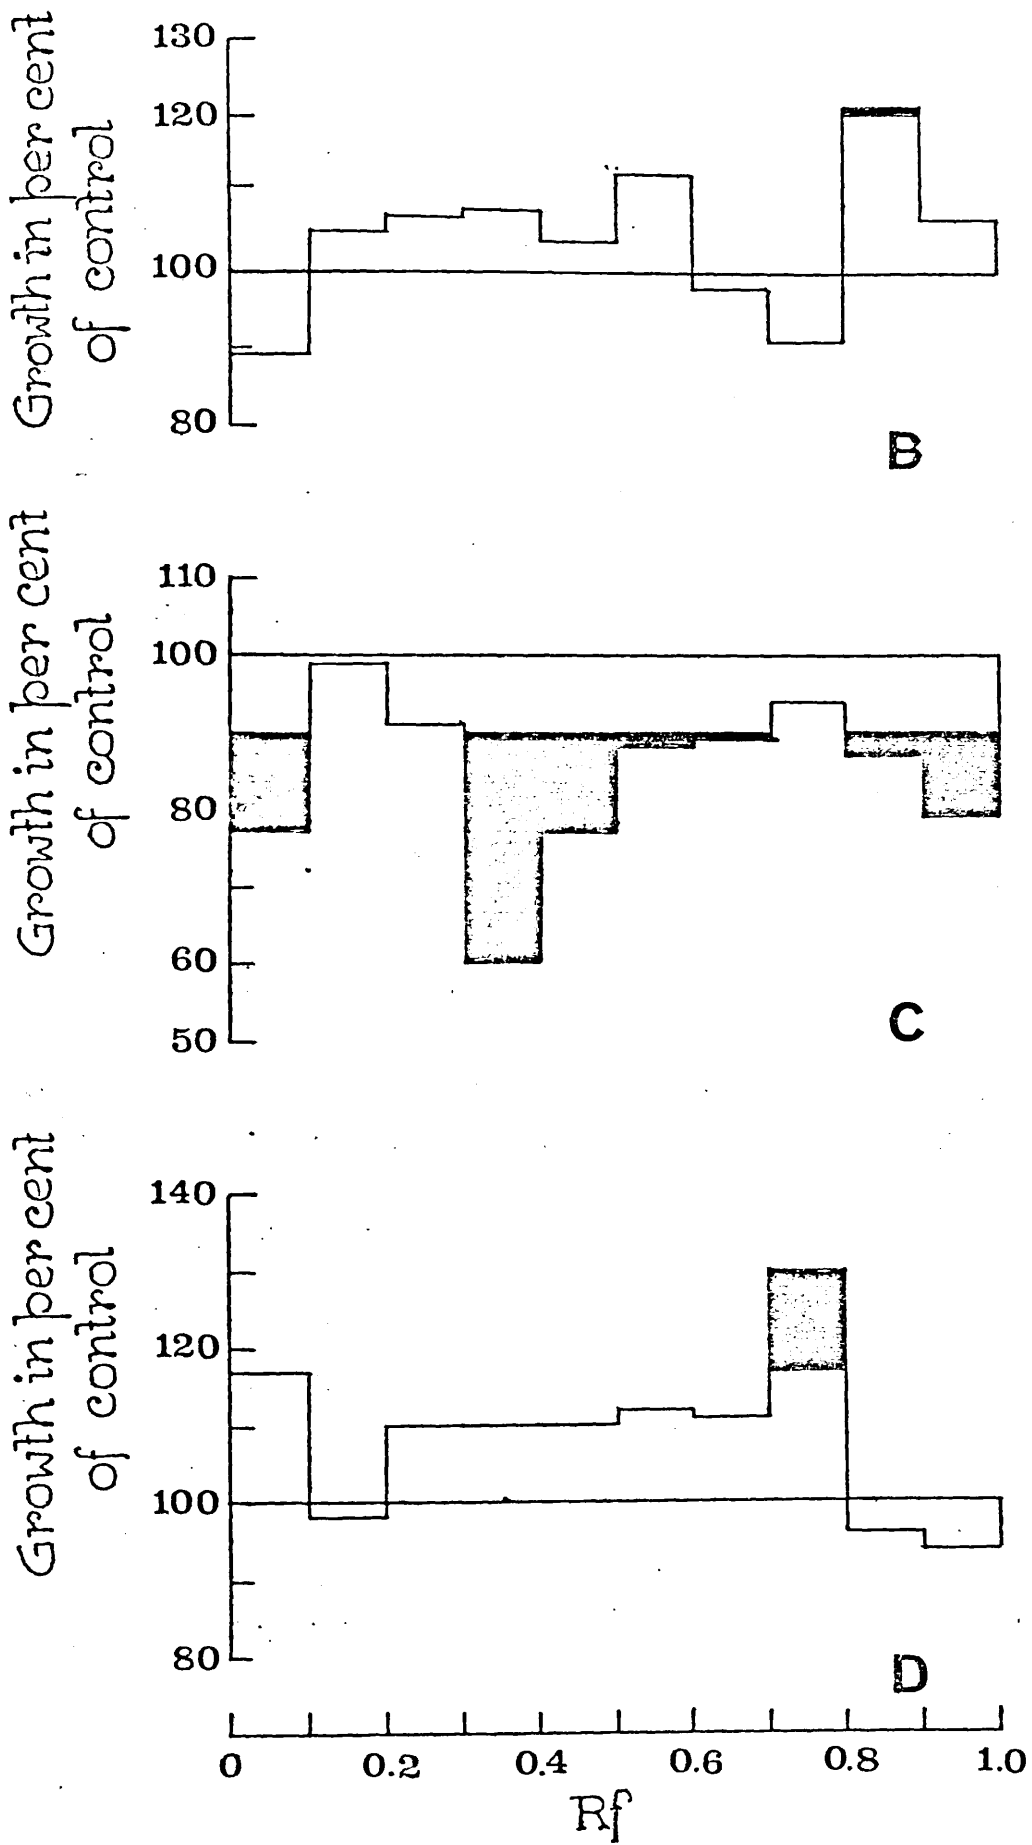 Growth in per cent
of control
130
120
100
80
B
Growth in per cent
of control
110
100
80
60
50
C
Growth in per cent
of control
140
120
100
80
D
0 0.2 0.4 0.6 0.8 1.0
Rf